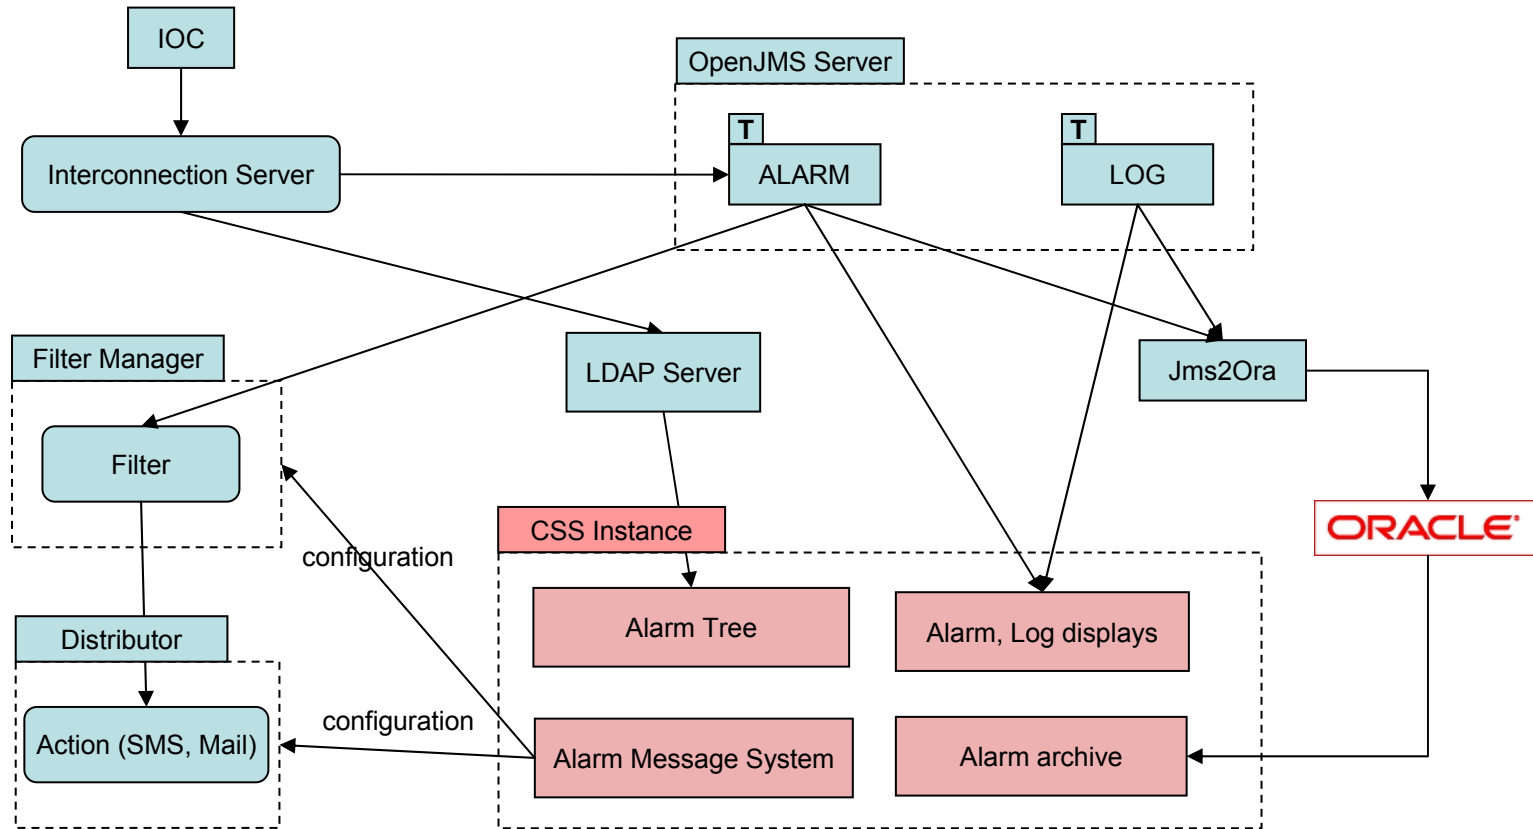 IOC
OpenJMS Server
T
T
Interconnection Server
ALARM
LOG
Filter Manager
LDAP Server
Jms2Ora
Filter
CSS Instance
ORACLE
configuration
Alarm Tree
Alarm, Log displays
Distributor
configuration
Action (SMS, Mail)
Alarm Message System
Alarm archive